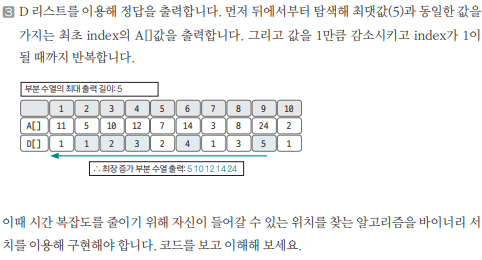 3 D 리스트를 이용해 정답을 출력합니다. 먼저 뒤에서부터 탐색해 최댓값(5)과 동일한 값을
가지는 최초 index의 A[]값을 출력합니다. 그리고 값을 1만큼 감소시키고 index가 1이
될 때까지 반복합니다.
부분 수열의 최대 출력 길이: 5
1 2 3 4 5 6 7 8 9 10
A[] 11 5 10 12 7 14 3 8 24 2
D[] 1 1 2 3 2 4 1 3 5 1
∴ 최장 증가 부분 수열 출력: 5 10 12 14 24
이때 시간 복잡도를 줄이기 위해 자신이 들어갈 수 있는 위치를 찾는 알고리즘을 바이너리 서
치를 이용해 구현해야 합니다. 코드를 보고 이해해 보세요.